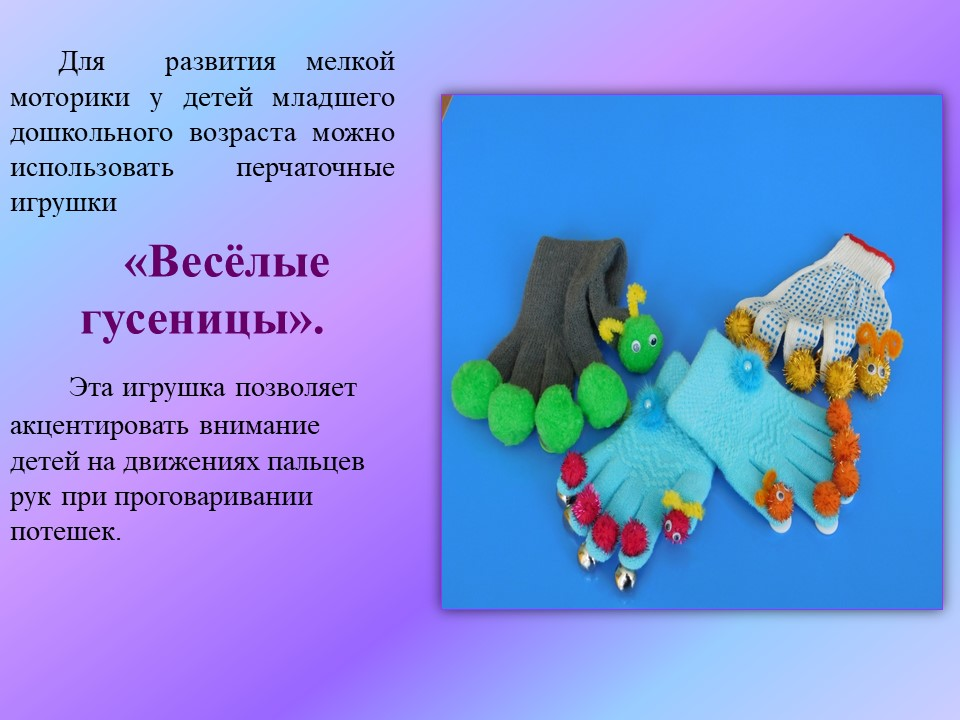 Для развития мелкой
моторики у детей младшего
дошкольного возраста можно
использовать перчаточные
игрушки
«Весёлые
гусеницы».
Эта игрушка позволяет
акцентировать внимание
детей на движениях пальцев
рук при проговаривании
потешек.